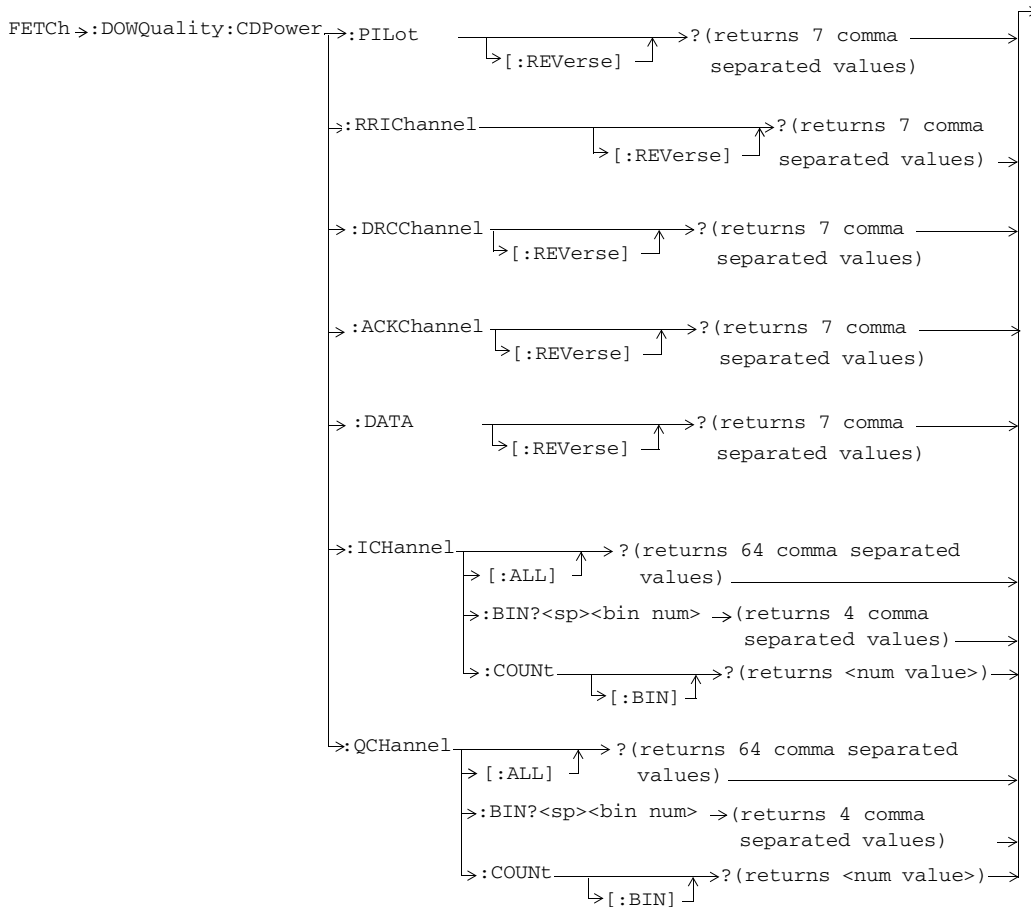 FETCh :DOWQuality:CDPower :PILot ?(returns 7 comma
[:REVerse] separated values)
:RRIChannel ?(returns 7 comma
[:REVerse] separated values)
:DRCChannel ?(returns 7 comma
[:REVerse] separated values)
:ACKChannel ?(returns 7 comma
[:REVerse] separated values)
:DATA ?(returns 7 comma
[:REVerse] separated values)
:ICHannel ?(returns 64 comma separated
[:ALL] values)
:BIN?<sp><bin num> (returns 4 comma
separated values)
:COUNt ?(returns <num value>)
[:BIN]
:QCHannel ?(returns 64 comma separated
[:ALL] values)
:BIN?<sp><bin num> (returns 4 comma
separated values)
:COUNt ?(returns <num value>)
[:BIN]